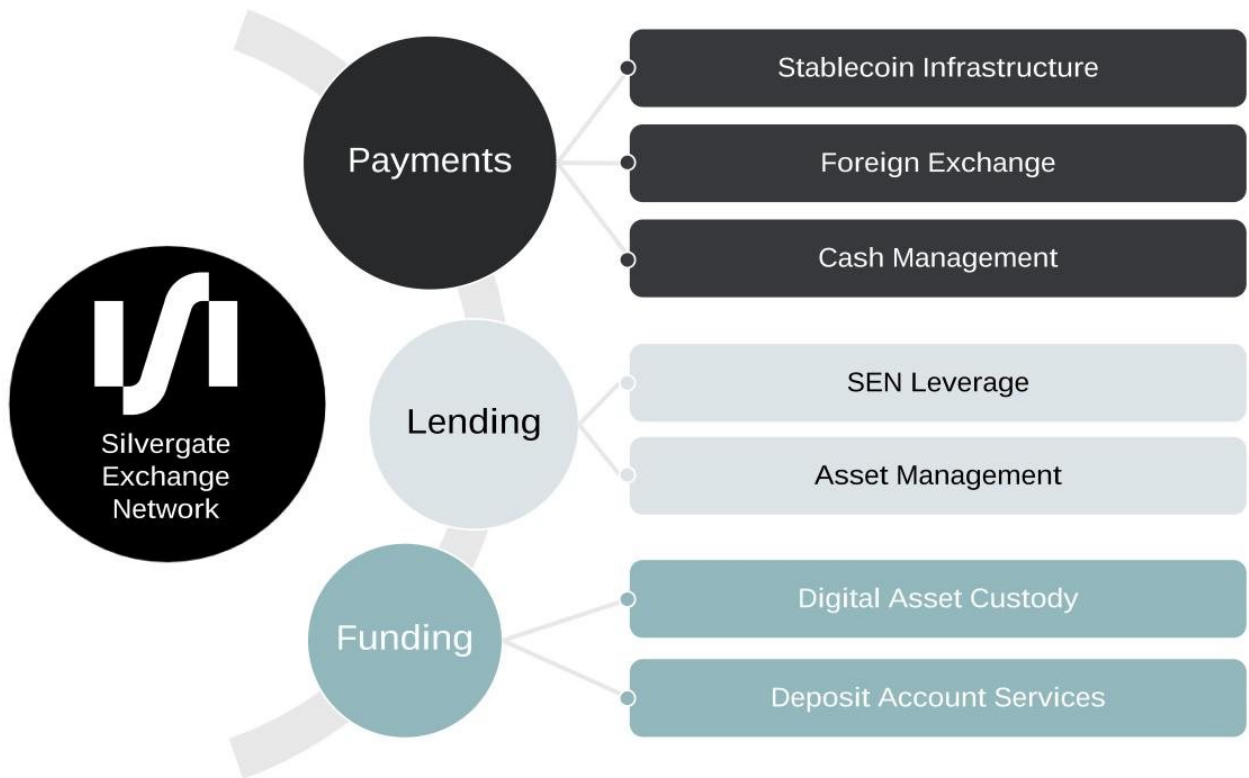 Silvergate
Exchange
Network
Payments
Stablecoin Infrastructure
Foreign Exchange
Cash Management
Lending
SEN Leverage
Asset Management
Funding
Digital Asset Custody
Deposit Account Services